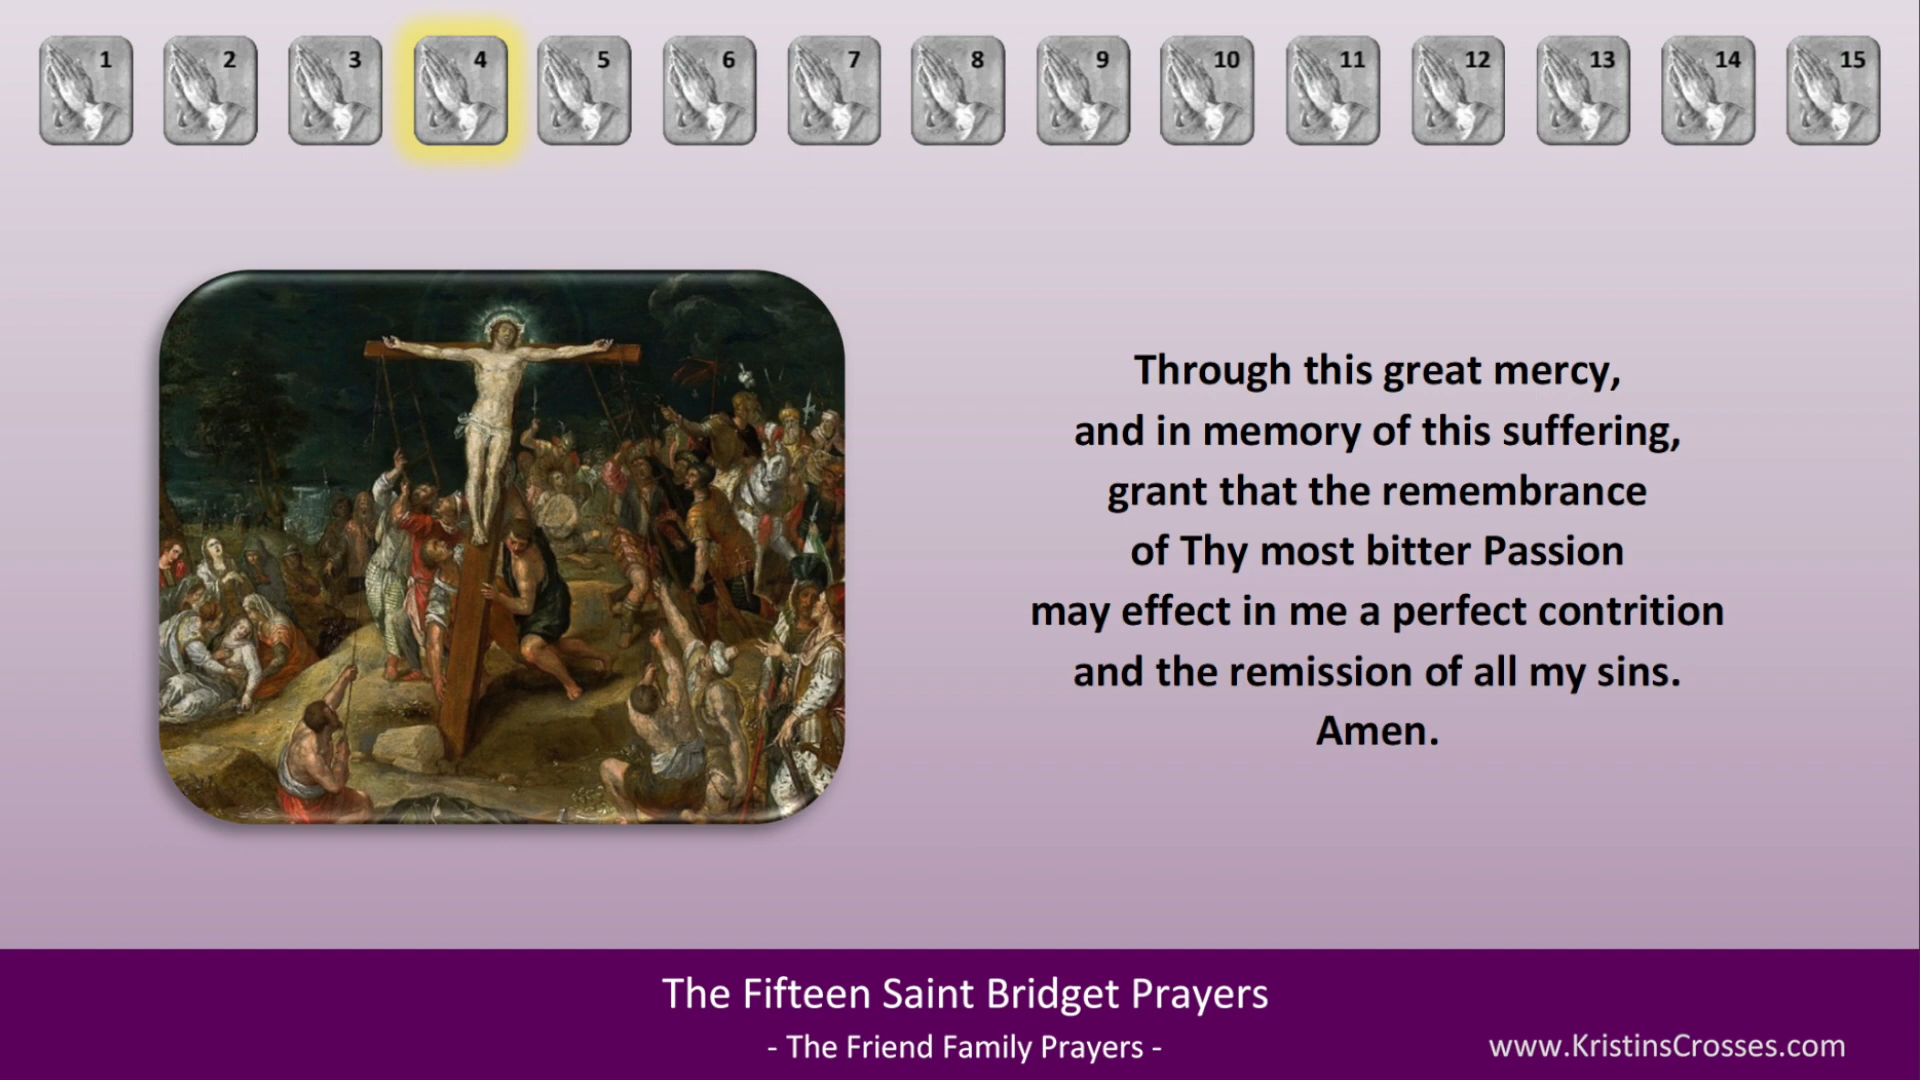 1 2 3 4 5 6 7 8 9 10 11 12 13 14 15
Through this great mercy,
and in memory of this suffering,
grant that the remembrance
of Thy most bitter Passion
may effect in me a perfect contrition
and the remission of all my sins.
Amen.
The Fifteen Saint Bridget Prayers
- The Friend Family Prayers -
www.KristinsCrosses.com